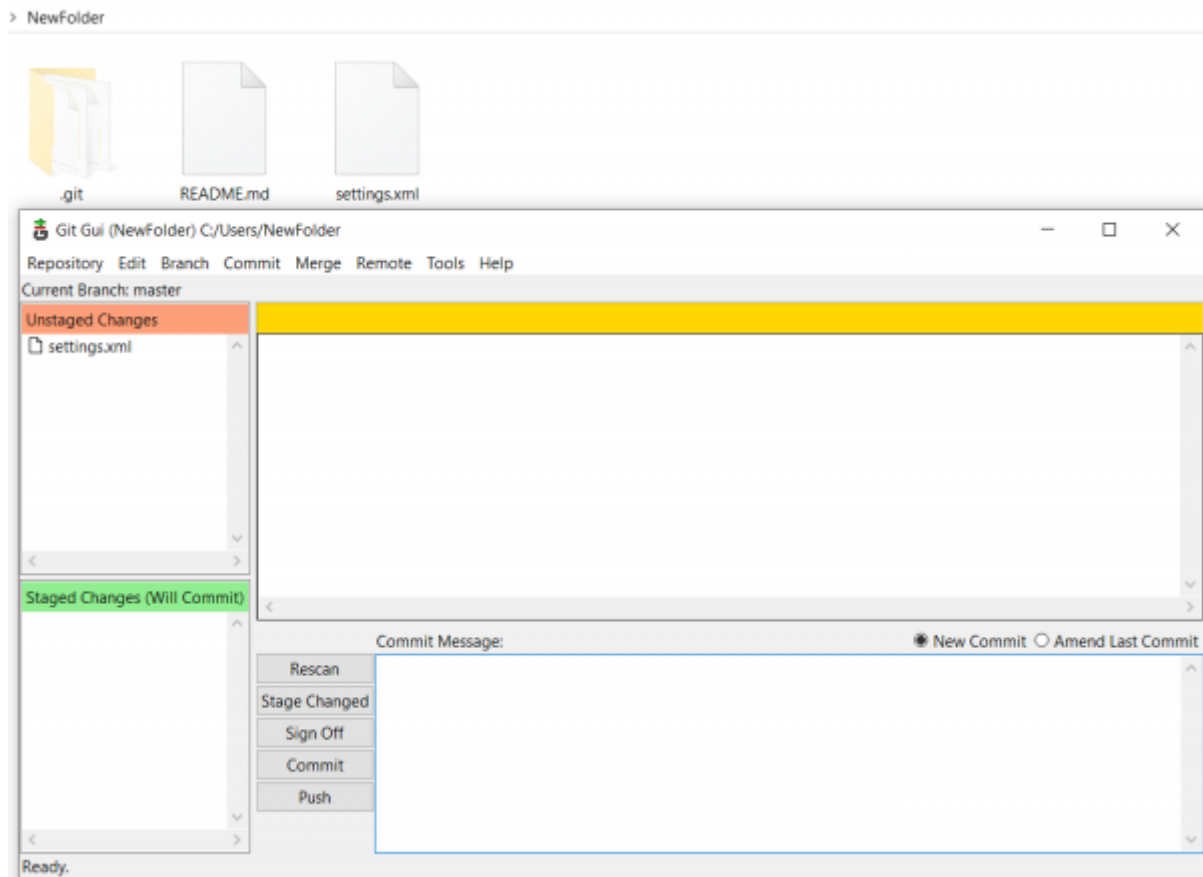 > NewFolder
.git README.md settings.xml
Git Gui (NewFolder) C:/Users/NewFolder
Repository Edit Branch Commit Merge Remote Tools Help
Current Branch: master
Unstaged Changes
settings.xml
Staged Changes (Will Commit)
Commit Message: New Commit Amend Last Commit
Rescan
Stage Changed
Sign Off
Commit
Push
Ready.